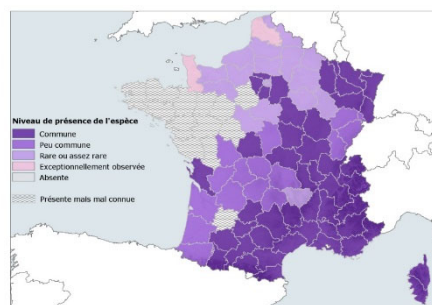 Niveau de présence de l'espèce
Commune
Peu commune
Rare ou assez rare
Exceptionnellement observée
Absente
Présente mais mal connue